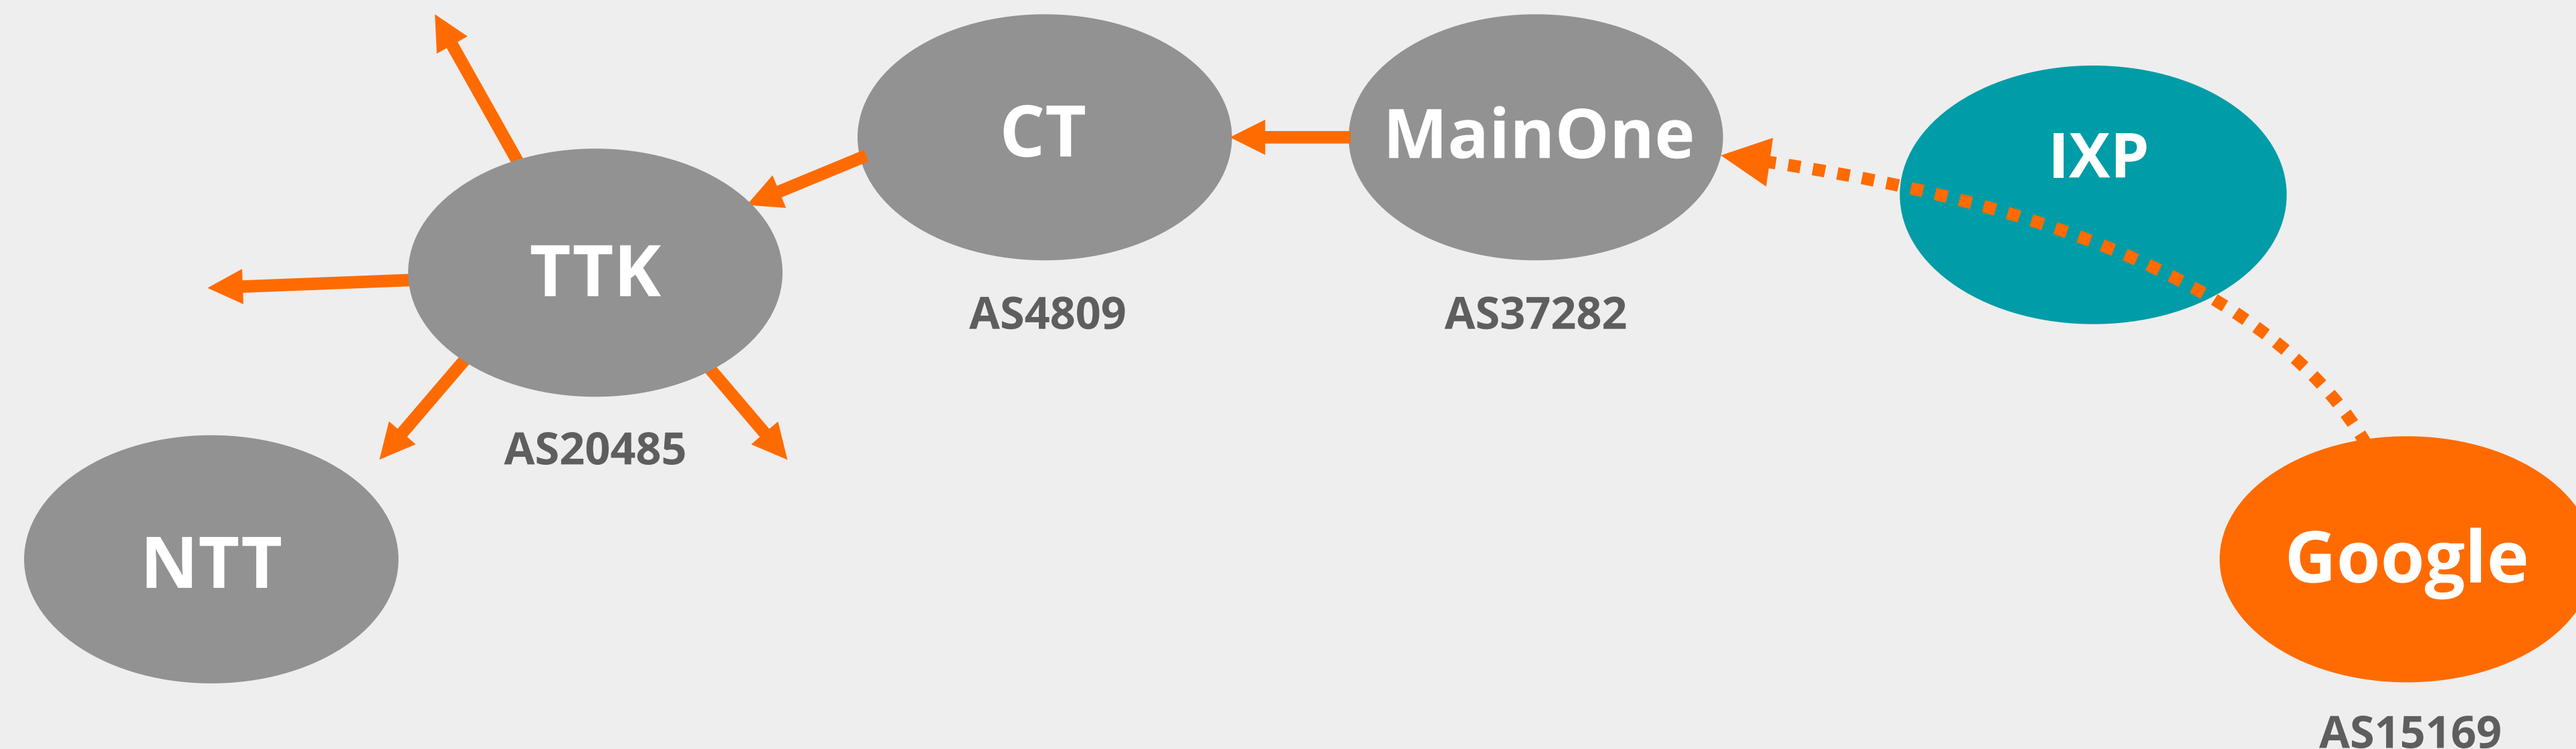 CT
MainOne
IXP
TTK
AS4809
AS37282
AS20485
NTT
Google
AS15169